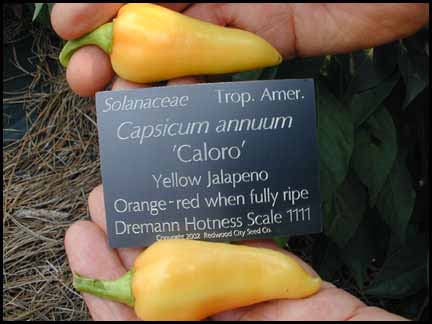 Solanaceae Trop. Amer.
Capsicum annuum
'Caloro'
Yellow Jalapeno
Orange-red when fully ripe
Dremann Hotness Scale 1111
Copyright 2002 Redwood City Seed Co.